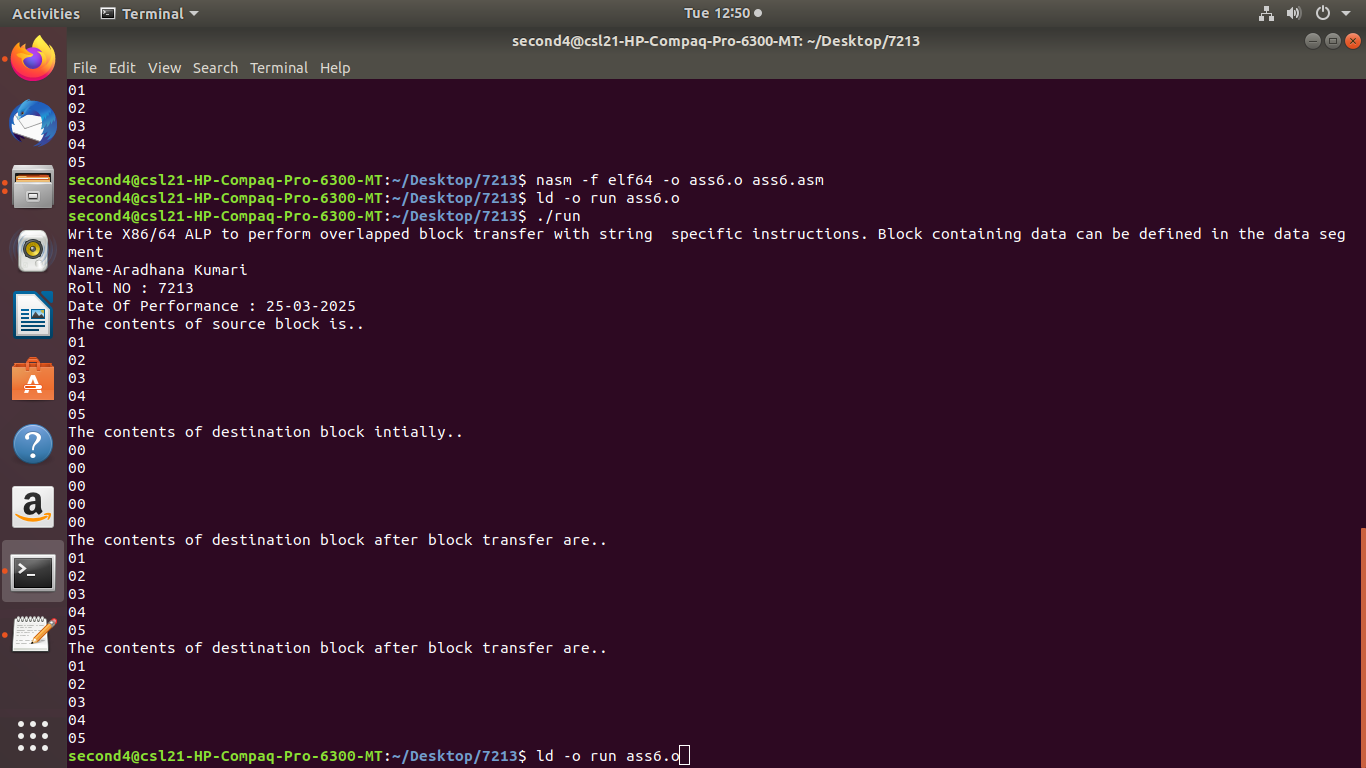 Activities Terminal Tue 12:50
second4@csl21-HP-Compaq-Pro-6300-MT: ~/Desktop/7213
File Edit View Search Terminal Help
01
02
03
04
05
second4@csl21-HP-Compaq-Pro-6300-MT:~/Desktop/7213$ nasm -f elf64 -o ass6.o ass6.asm
second4@csl21-HP-Compaq-Pro-6300-MT:~/Desktop/7213$ ld -o run ass6.o
second4@csl21-HP-Compaq-Pro-6300-MT:~/Desktop/7213$ ./run
Write X86/64 ALP to perform overlapped block transfer with string  specific instructions. Block containing data can be defined in the data seg
ment
Name-Aradhana Kumari
Roll NO : 7213
Date Of Performance : 25-03-2025
The contents of source block is..
01
02
03
04
05
The contents of destination block intially..
00
00
00
00
00
The contents of destination block after block transfer are..
01
02
03
04
05
The contents of destination block after block transfer are..
01
02
03
04
05
second4@csl21-HP-Compaq-Pro-6300-MT:~/Desktop/7213$ ld -o run ass6.o